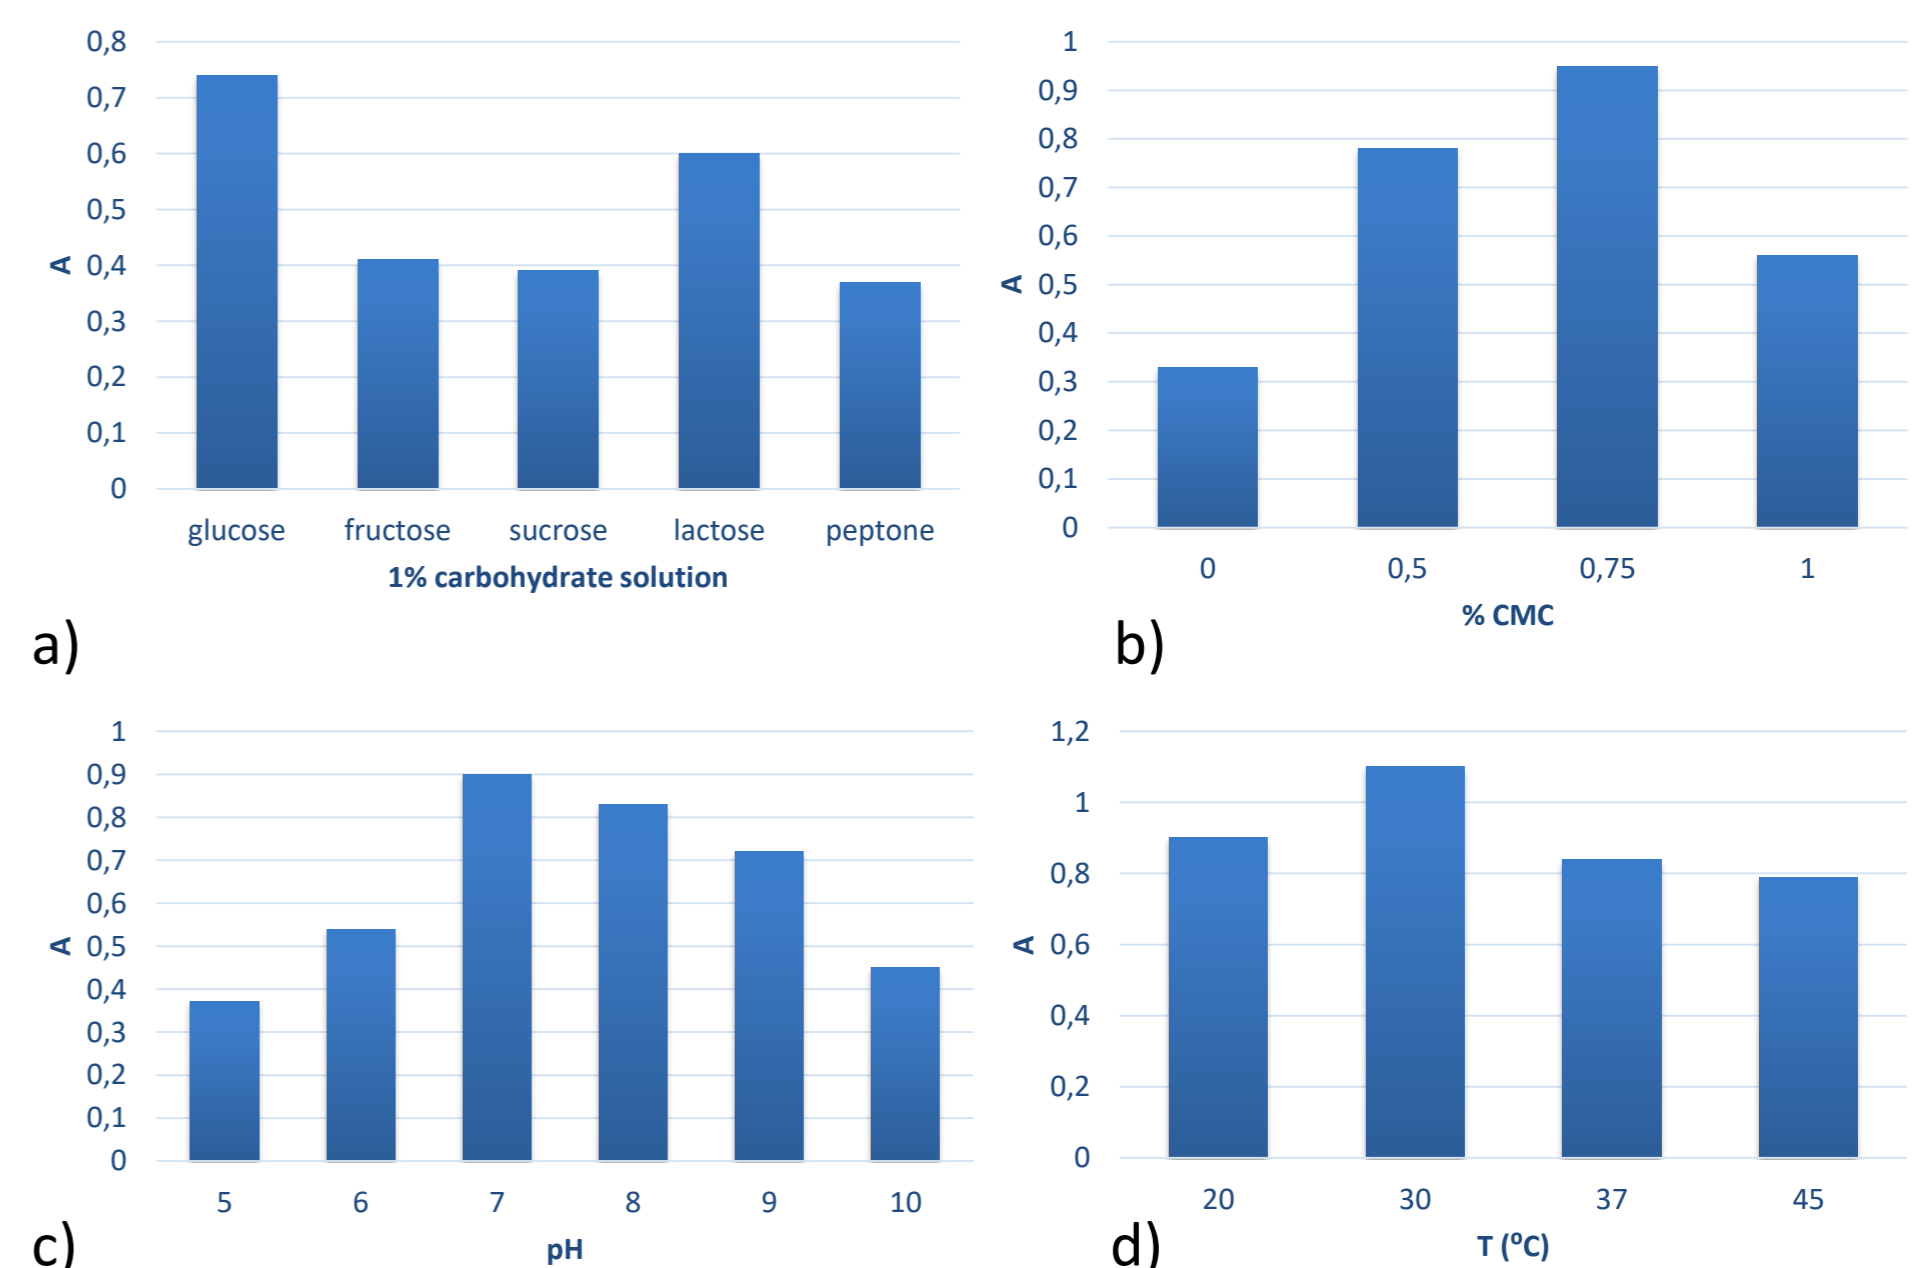 0,8
0,7
0,6
0,5
0,4
0,3
0,2
0,1
0
A
glucose fructose sucrose lactose peptone
1% carbohydrate solution
a)
1
0,9
0,8
0,7
0,6
0,5
0,4
0,3
0,2
0,1
0
A
0 0,5 0,75 1
% CMC
b)
1
0,9
0,8
0,7
0,6
0,5
0,4
0,3
0,2
0,1
0
A
5 6 7 8 9 10
pH
c)
1,2
1
0,8
0,6
0,4
0,2
0
A
20 30 37 45
T (ºC)
d)